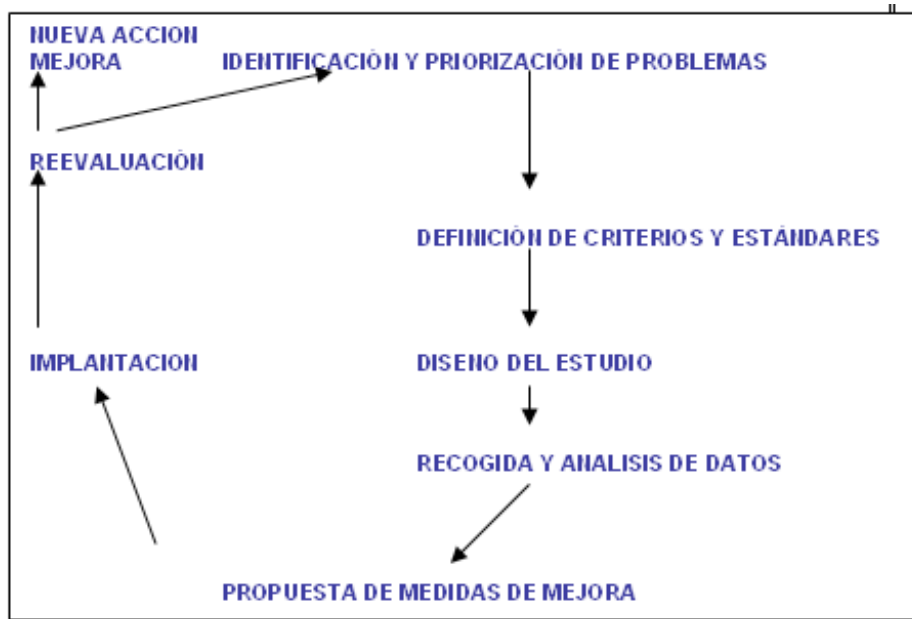 NUEVA ACCION
MEJORA
IDENTIFICACIÓN Y PRIORIZACIÓN DE PROBLEMAS
REEVALUACIÓN
DEFINICIÓN DE CRITERIOS Y ESTÁNDARES
IMPLANTACION
DISENO DEL ESTUDIO
RECOGIDA Y ANALISIS DE DATOS
PROPUESTA DE MEDIDAS DE MEJORA